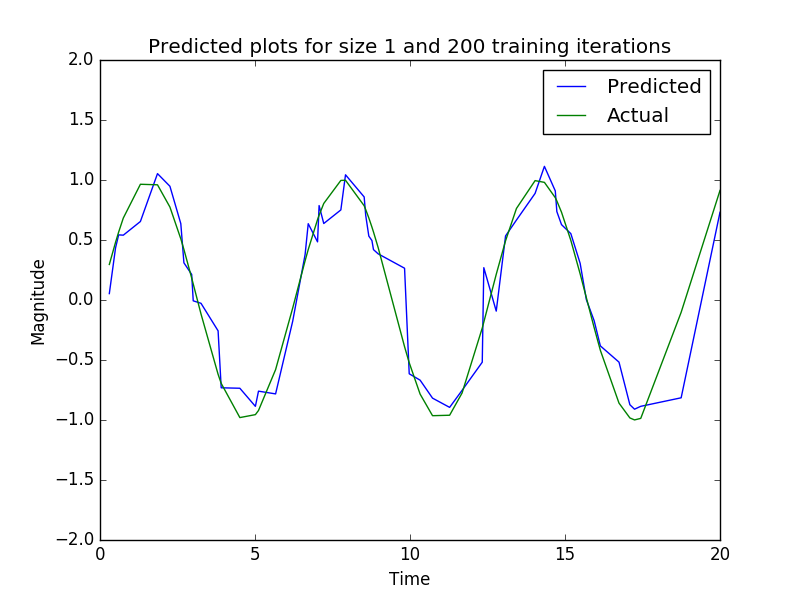 Predicted plots for size 1 and 200 training iterations
2.0
1.5
1.0
0.5
0.0
−0.5
−1.0
−1.5
−2.0
Magnitude
Predicted
Actual
0
5
10
15
20
Time